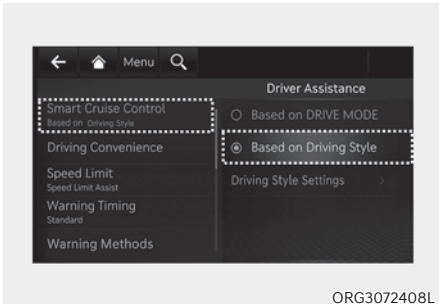 Menu
Driver Assistance
Smart Cruise Control
Based on Driving Style
Driving Convenience
Speed Limit
Speed Limit Assist
Warning Timing
Standard
Warning Methods
Based on DRIVE MODE
Based on Driving Style
Driving Style Settings >
ORG3072408L